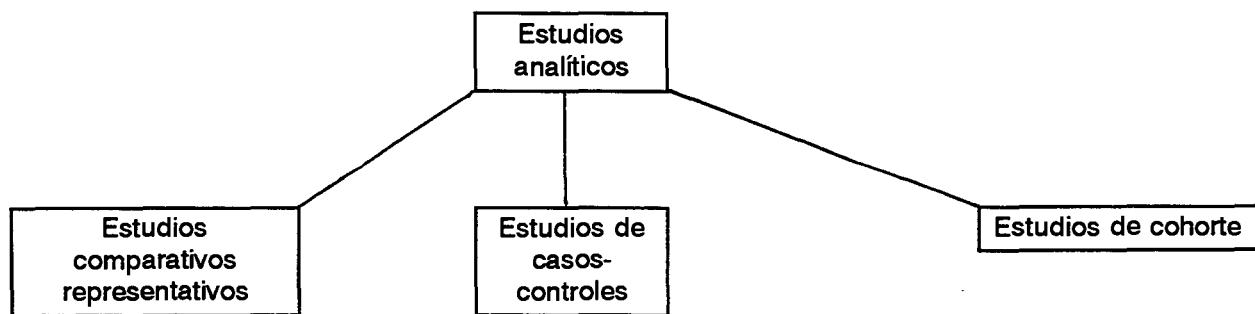 Estudios
analíticos
Estudios
comparativos
representativos
Estudios de
casos-
controles
Estudios de cohorte